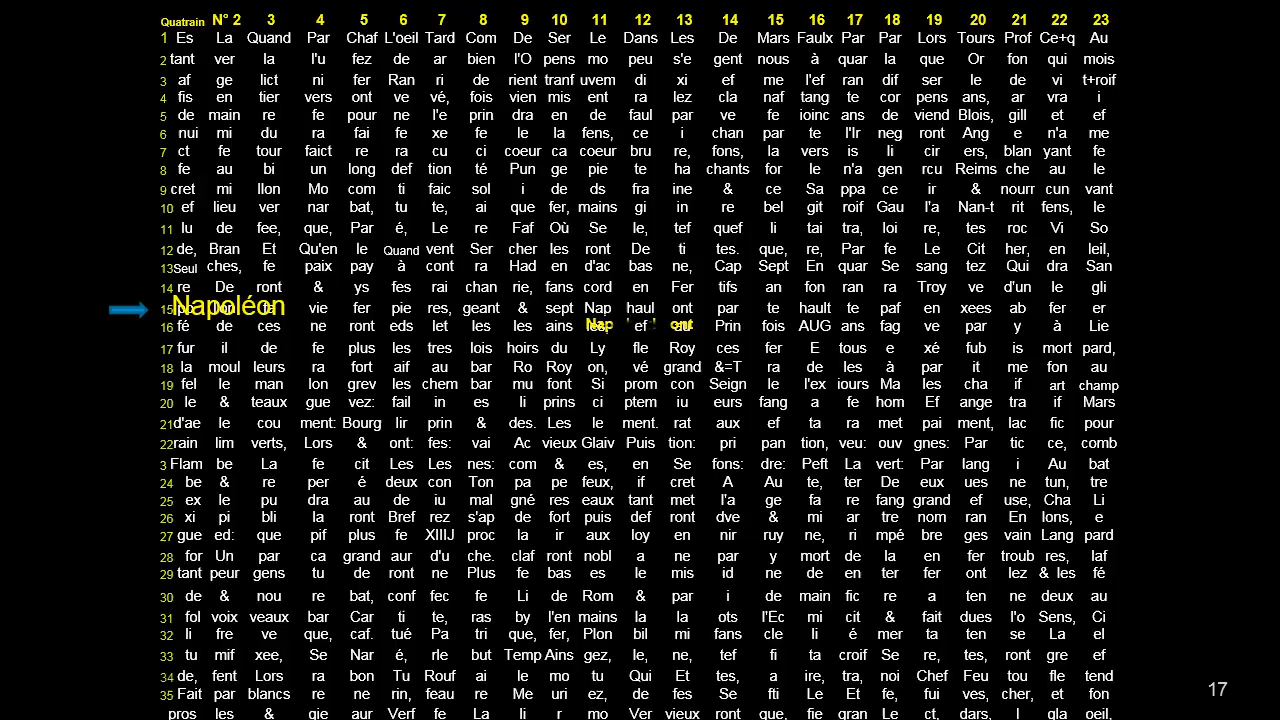 Quatrain N° 2 3 4 5 6 7 8 9 10 11 12 13 14 15 16 17 18 19 20 21 22 23
1 Es La Quand Par Chaf L'oeil Tard Com De Ser Le Dans Les De Mars Faulx Par Par Lors Tours Prof Ce+q Au
2 tant ver la l'u fez de ar bien l'O pens mo peu s'e gent nous à quar la que Or fon qui mois
3 af ge lict ni fer Ran ri de rient tranf uvem di xi ef me l'ef ran dif ser le de vi t+roif
4 fis en tier vers ont ve vé, fois vien mis ent ra lez cla naf tang te cor pens ans, ar vra i
5 de main re fe pour ne l'e prin dra en de faul par ve fe ioinc ans de viend Blois, gill et ef
6 nui mi du ra fai fe xe fe le la fens, ce i chan par te l'Ir neg ront Ang e n'a me
7 ct fe tour faict re ra cu ci coeur ca coeur bru re, fons, la vers is li cir ers, blan yant fe
8 fe au bi un long def tion té Pun ge pie te ha chants for le n'a gen rcu Reims che au le
9 cret mi llon Mo com ti faic sol i de ds fra ine & ce Sa ppa ce ir & nourr cun vant
10 ef lieu ver nar bat, tu te, ai que fer, mains gi in re bel git roif Gau l'a Nan-t rit fens, le
11 lu de fee, que, Par é, Le re Faf Où Se le, tef quef li tai tra, loi re, tes roc Vi So
12 de, Bran Et Qu'en le Quand vent Ser cher les ront De ti tes. que, re, Par fe Le Cit her, en leil,
13 Seul ches, fe paix pay à cont ra Had en d'ac bas ne, Cap Sept En quar Se sang tez Qui dra San
14 re De ront & ys fes rai chan rie, fans cord en Fer tifs an fon ran ra Troy ve d'un le gli
Napoléon
15 vie fer pie res, geant & sept Nap haul ont par te hault te paf en xees ab fer er
16 fé de ces ne ront eds let les les ains ef Prin fois AUG ans fag ve par y à Lie
Nap ' ' ont
17 fur il de fe plus les tres lois hoirs du Ly fle Roy ces fer E tous e xé fub is mort pard,
18 la moul leurs ra fort aif au bar Ro Roy on, vé grand &=T ra de les à par it me fon au
19 fel le man lon grev les chem bar mu font Si prom con Seign le l'ex iours Ma les cha if art champ
20 le & teaux gue vez: fail in es li prins ci ptem iu eurs fang a fe hom Ef ange tra if Mars
21 d'ae le cou ment: Bourg lir prin & des. Les le ment. rat aux ef ta ra met pai ment, lac fic pour
22 rain lim verts, Lors & ont: fes: vai Ac vieux Glaiv Puis tion: pri pan tion, veu: ouv gnes: Par tic ce, comb
3 Flam be La fe cit Les Les nes: com & es, en Se fons: dre: Peft La vert: Par lang i Au bat
24 be & re per é deux con Ton pa pe feux, if cret A Au te, ter De eux ues ne tun, tre
25 ex le pu dra au de iu mal gné res eaux tant met l'a ge fa re fang grand ef use, Cha Li
26 xi pi bli la ront Bref rez s'ap de fort puis def ront dve & mi ar tre nom ran En lons, e
27 gue ed: que pif plus fe XIIIJ proc la ir aux loy en nir ruy ne, ri mpé bre ges vain Lang pard
28 for Un par ca grand aur d'u che. claf ront nobl a ne par y mort de la en fer troub res, laf
29 tant peur gens tu de ront ne Plus fe bas es le mis id ne de en ter fer ont lez & les fé
30 de & nou re bat, conf fec fe Li de Rom & par i de main fic re a ten ne deux au
31 fol voix veaux bar Car ti te, ras by l'en mains la la ots l'Ec mi cit & fait dues l'o Sens, Ci
32 li fre ve que, caf. tué Pa tri que, fer, Plon bil mi fans cle li é mer ta ten se La el
33 tu mif xee, Se Nar é, rle but Temp Ains gez, le, ne, tef fi ta croif Se re, tes, ront gre ef
34 de, fent Lors ra bon Tu Rouf ai le mo tu Qui Et tes, a ire, tra, noi Chef Feu tou fle tend
35 Fait par blancs re ne rin, feau re Me uri ez, de fes Se fti Le Et fe, fui ves, cher, et fon
pros les & gie aur Verf fe La li r mo Ver vieux ront que, fie gran Le ct, dars, l gla oeil,
17